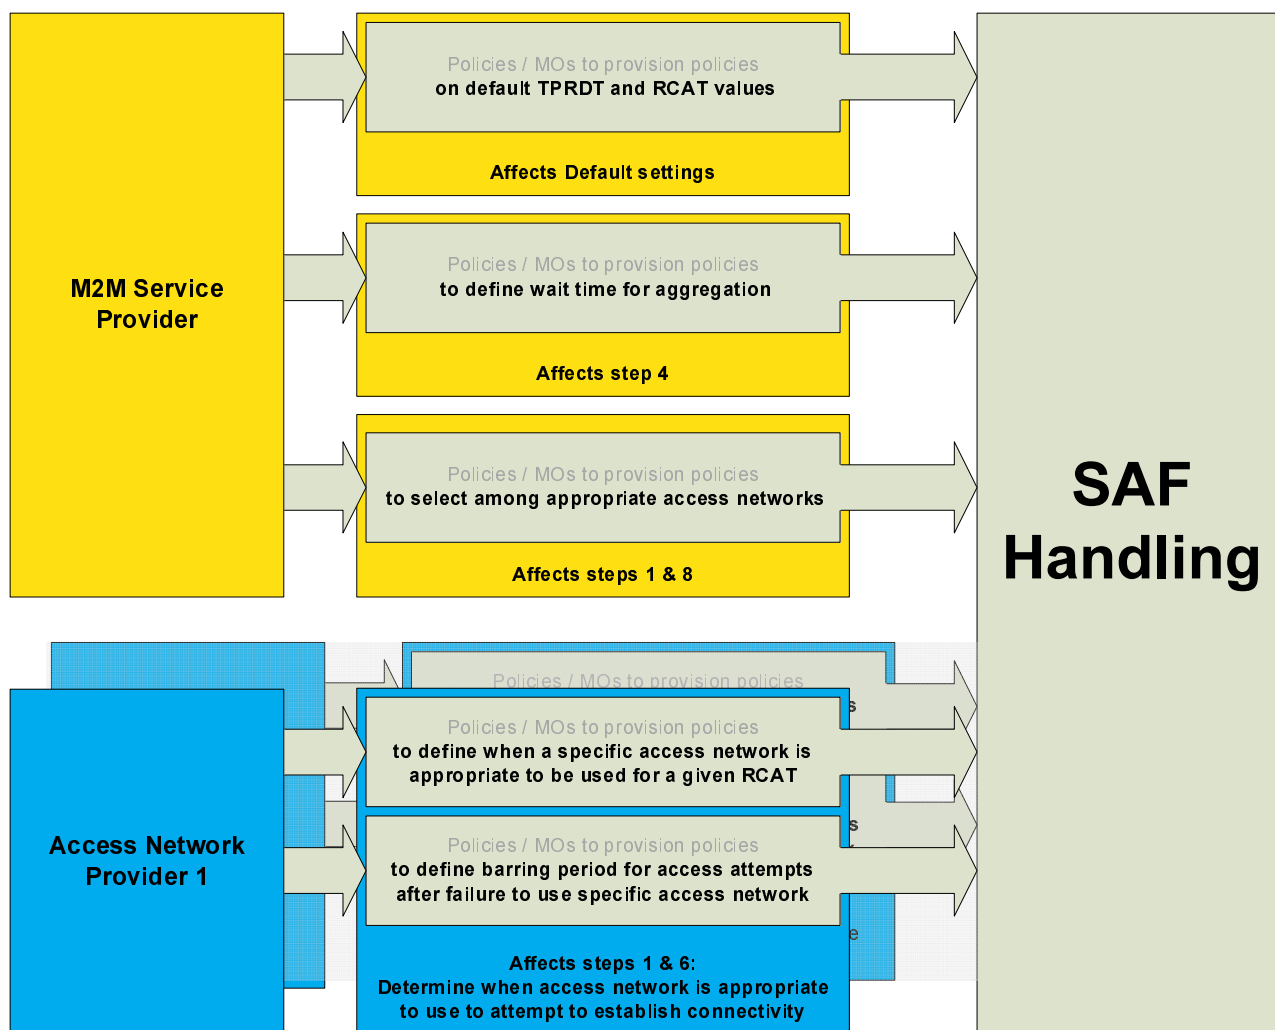 Policies / MOs to provision policies
on default TPRDT and RCAT values
Affects Default settings
M2M Service
Provider
Policies / MOs to provision policies
to define wait time for aggregation
Affects step 4
Policies / MOs to provision policies
to select among appropriate access networks
Affects steps 1 & 8
SAF
Handling
Policies / MOs to provision policies
s
Policies / MOs to provision policies
to define when a specific access network is
appropriate to be used for a given RCAT
Access Network
Provider 1
s
Policies / MOs to provision policies
to define barring period for access attempts
after failure to use specific access network
e
Affects steps 1 & 6:
Determine when access network is appropriate
to use to attempt to establish connectivity